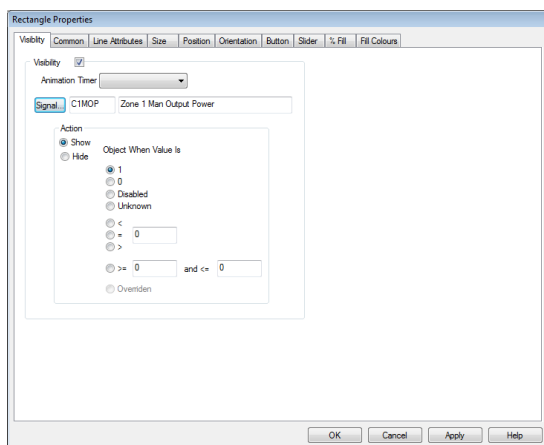 Rectangle Properties
Visiblity Common Line Attributes Size Position Orientation Button Slider % Fill Fill Colours
Visibility
Animation Timer
Signal... C1MOP Zone 1 Man Output Power
Action
Show
Hide
Object When Value Is
1
0
Disabled
Unknown
<
= 0
>
>= 0 and <= 0
Overriden
OK Cancel Apply Help